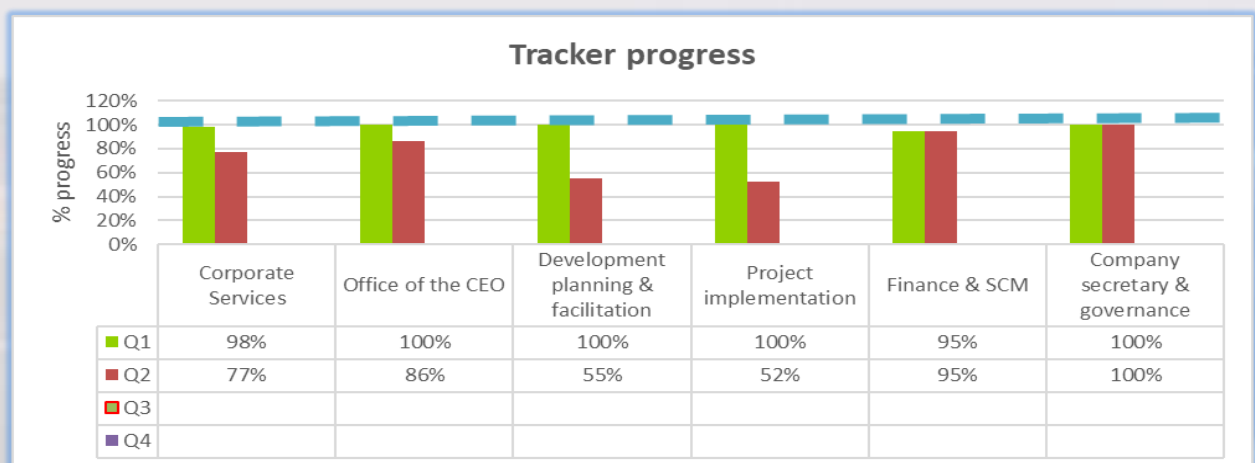 Tracker progress
% progress
120%
100%
80%
60%
40%
20%
0%
Corporate
Services
Office of the CEO
Development
planning &
facilitation
Project
implementation
Finance & SCM
Company
secretary &
governance
Q1 98% 100% 100% 100% 95% 100%
Q2 77% 86% 55% 52% 95% 100%
Q3
Q4